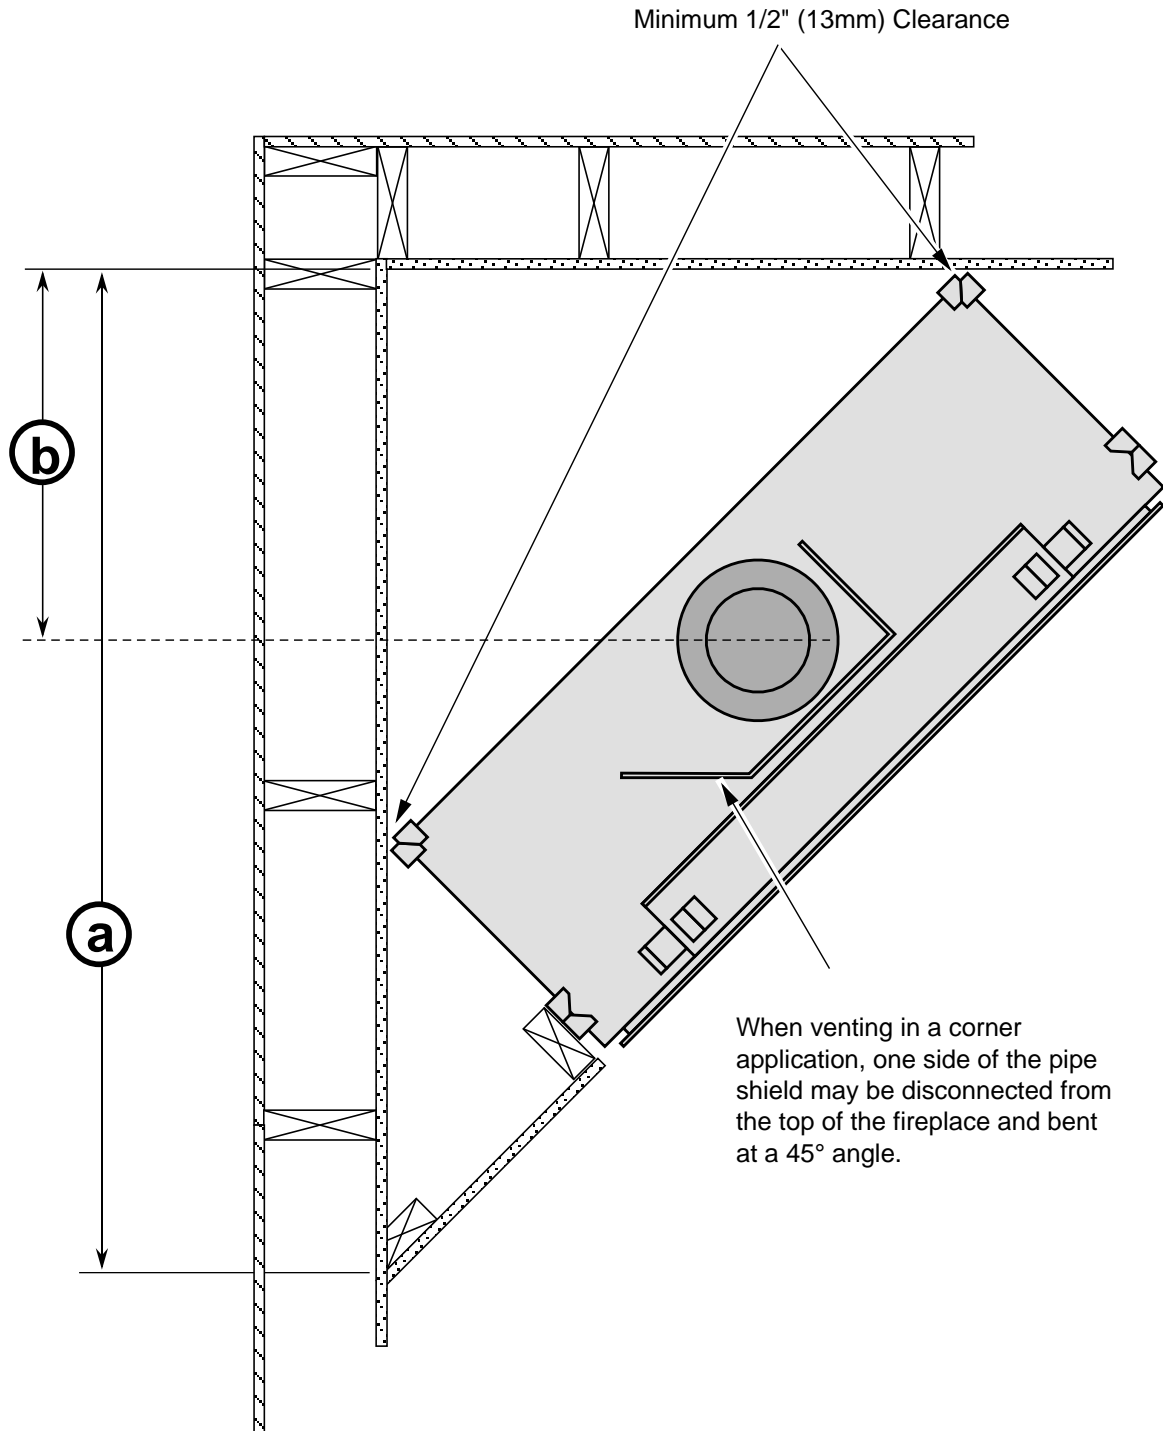 Minimum 1/2" (13mm) Clearance
b
a
When venting in a corner
application, one side of the pipe
shield may be disconnected from
the top of the fireplace and bent
at a 45° angle.